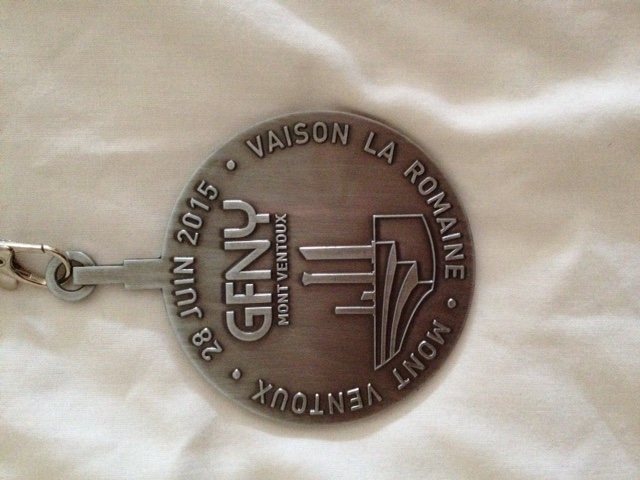 28 JUIN 2015 • VAISON LA ROMAINE • MONT VENTOUX •
GFNY
MONT VENTOUX